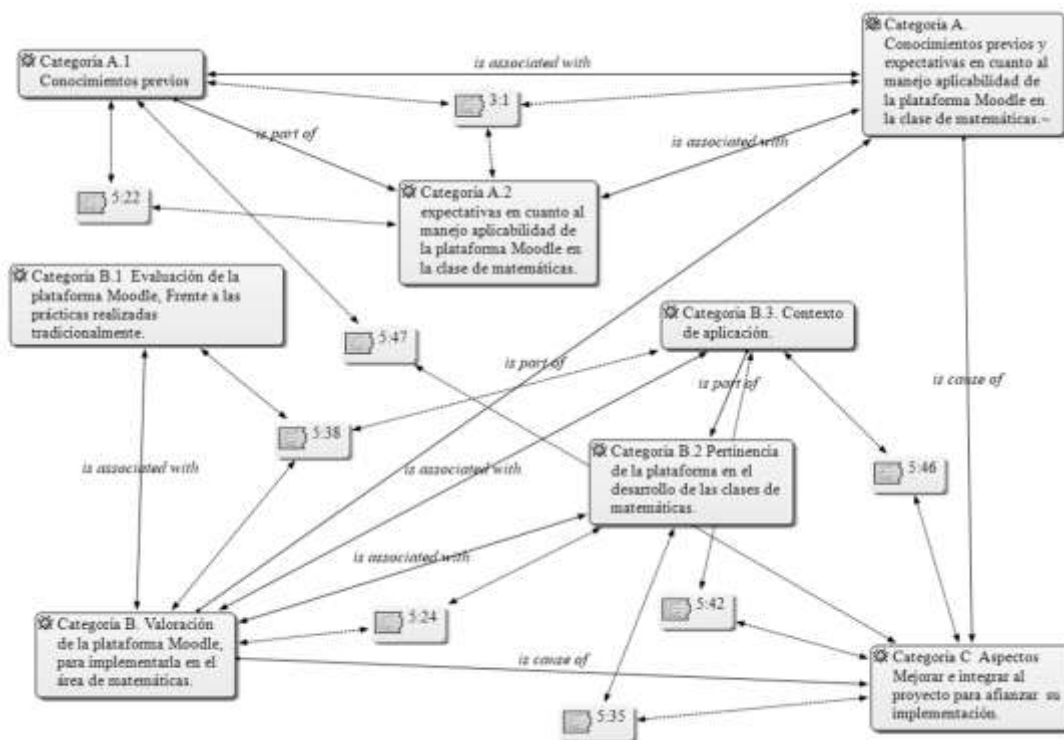 Categoría A.1
Conocimientos previos
is associated with
Categoría A.
Conocimientos previos y
expectativas en cuanto al
manejo aplicabilidad de
la plataforma Moodle en
la clase de matemáticas.~
3:1
is part of
is associated with
5:22
Categoría A.2
expectativas en cuanto al
manejo aplicabilidad de
la plataforma Moodle en
la clase de matemáticas.
Categoría B.1 Evaluación de la
plataforma Moodle, Frente a las
prácticas realizadas
tradicionalmente.
5:47
Categoría B.3. Contexto
de aplicación.
is part of
is part of
is cause of
5:38
is associated with
is associated with
Categoría B.2 Pertinencia
de la plataforma en el
desarrollo de las clases de
matemáticas.
5:46
is associated with
5:24
5:42
Categoría B. Valoración
de la plataforma Moodle,
para implementarla en el
área de matemáticas.
is cause of
Categoría C Aspectos
Mejorar e integrar al
proyecto para afianzar su
implementación.
5:35